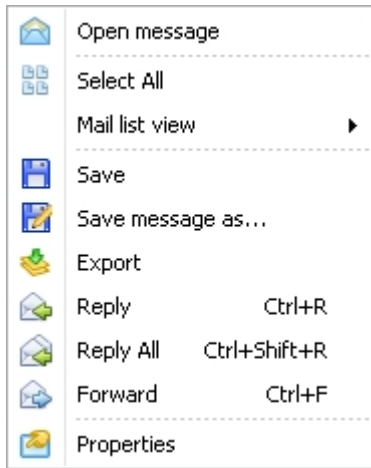 Open message
Select All
Mail list view
Save
Save message as...
Export
Reply Ctrl+R
Reply All Ctrl+Shift+R
Forward Ctrl+F
Properties